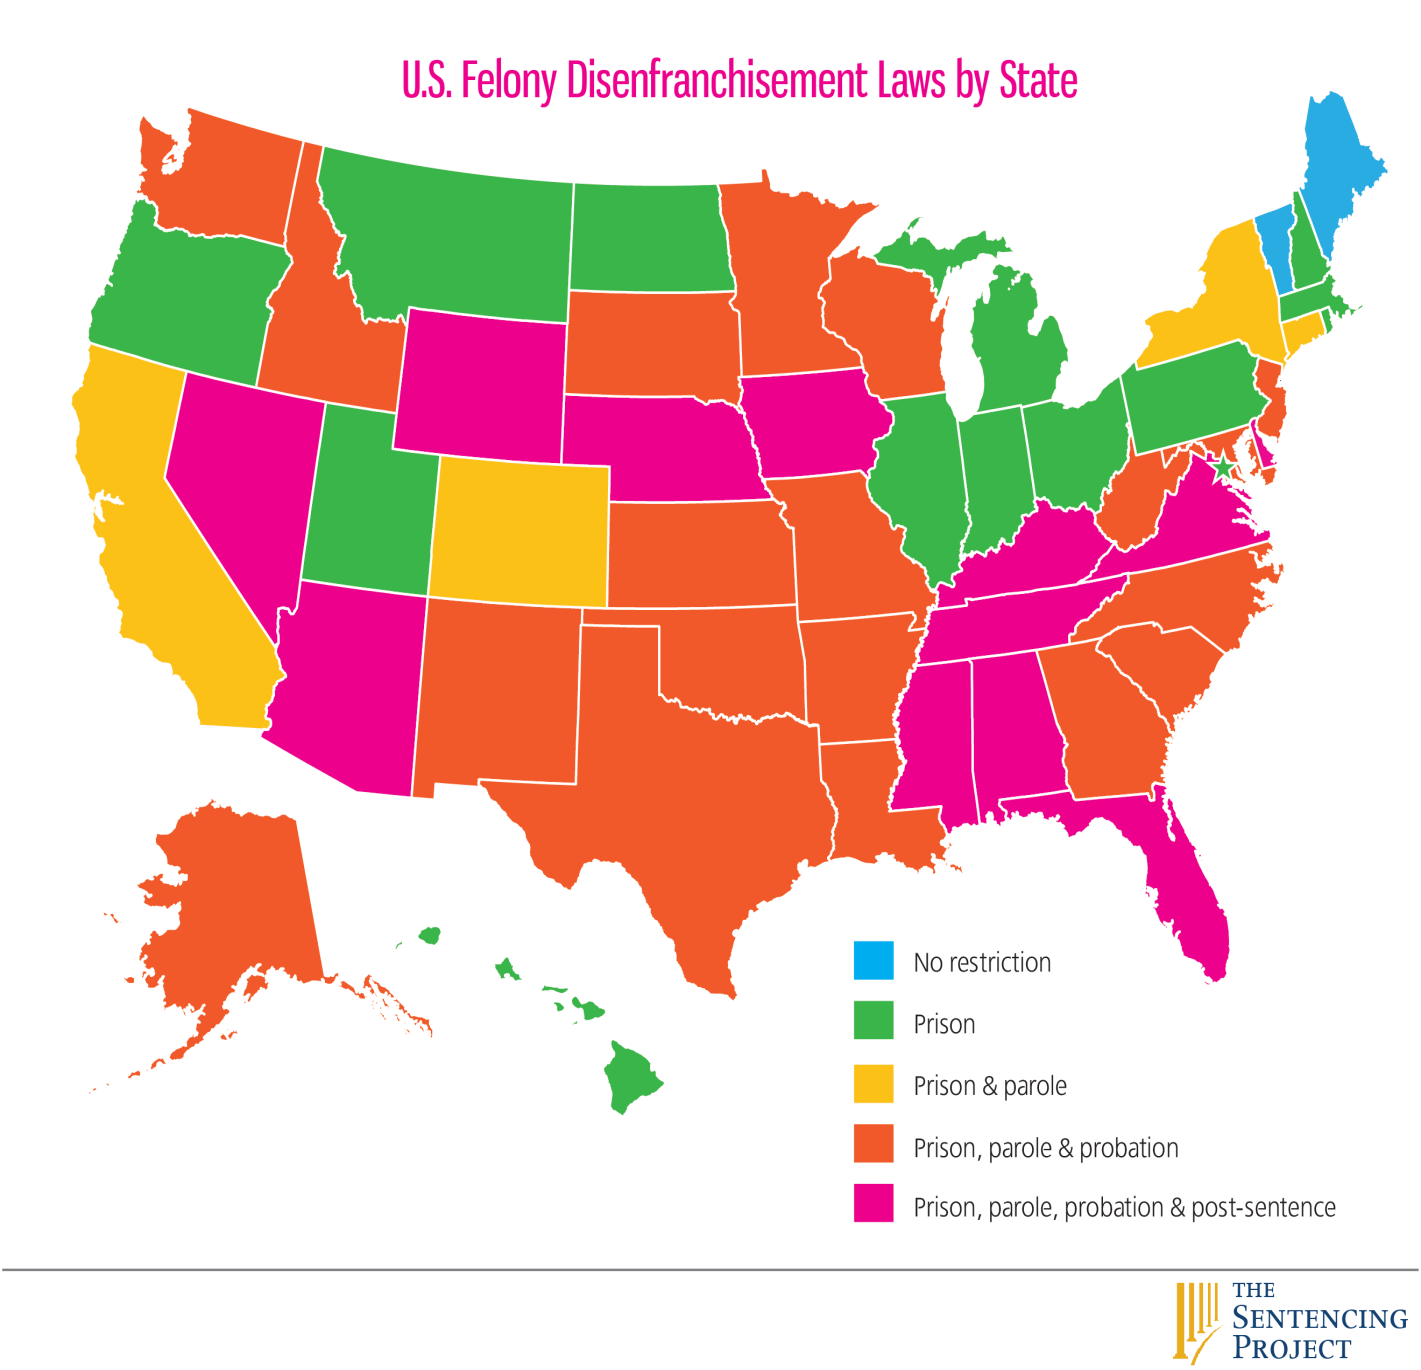 U.S. Felony Disenfranchisement Laws by State
No restriction
Prison
Prison & parole
Prison, parole & probation
Prison, parole, probation & post-sentence
THE
SENTENCING
PROJECT